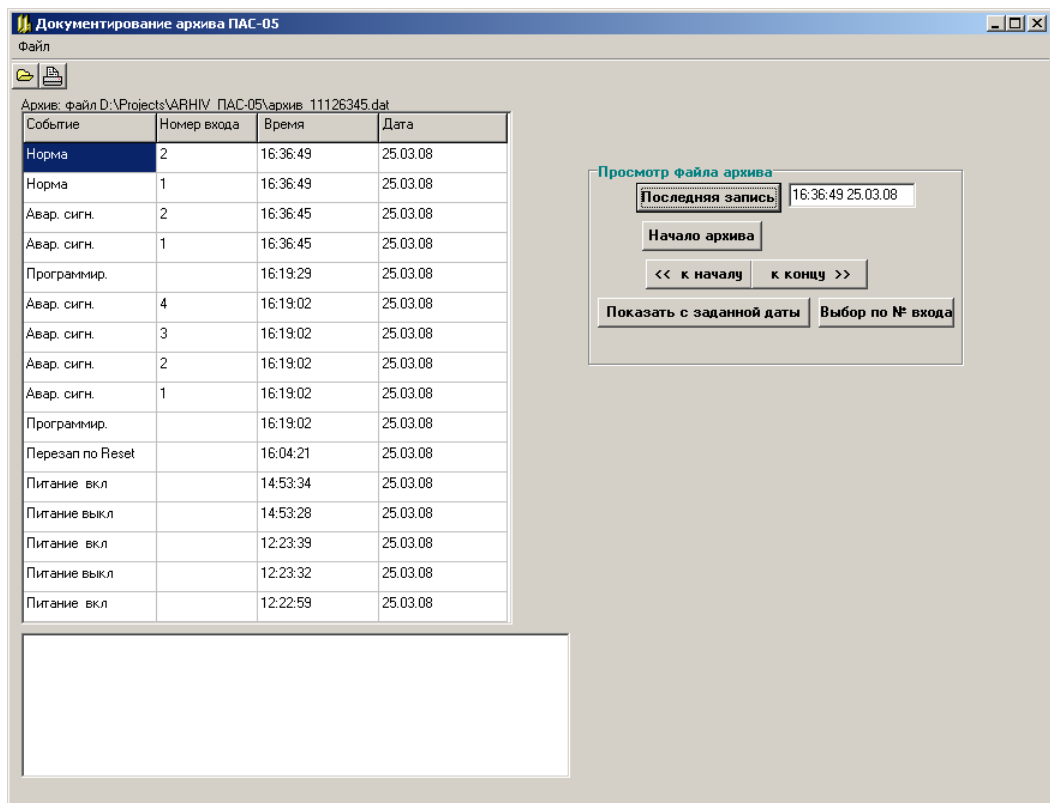 Документирование архива ПАС-05
Файл
Архив: файл D:\Projects\ARHIV_ПАС-05\архив_11126345.dat
Событие Номер входа Время Дата
Норма 2 16:36:49 25.03.08
Норма 1 16:36:49 25.03.08
Авар. сигн. 2 16:36:45 25.03.08
Авар. сигн. 1 16:36:45 25.03.08
Программир. 16:19:29 25.03.08
Авар. сигн. 4 16:19:02 25.03.08
Авар. сигн. 3 16:19:02 25.03.08
Авар. сигн. 2 16:19:02 25.03.08
Авар. сигн. 1 16:19:02 25.03.08
Программир. 16:19:02 25.03.08
Перезап по Reset 16:04:21 25.03.08
Питание вкл 14:53:34 25.03.08
Питание выкл 14:53:28 25.03.08
Питание вкл 12:23:39 25.03.08
Питание выкл 12:23:32 25.03.08
Питание вкл 12:22:59 25.03.08
Просмотр файла архива
Последняя запись 16:36:49 25.03.08
Начало архива
<< к началу к концу >>
Показать с заданной даты Выбор по № входа